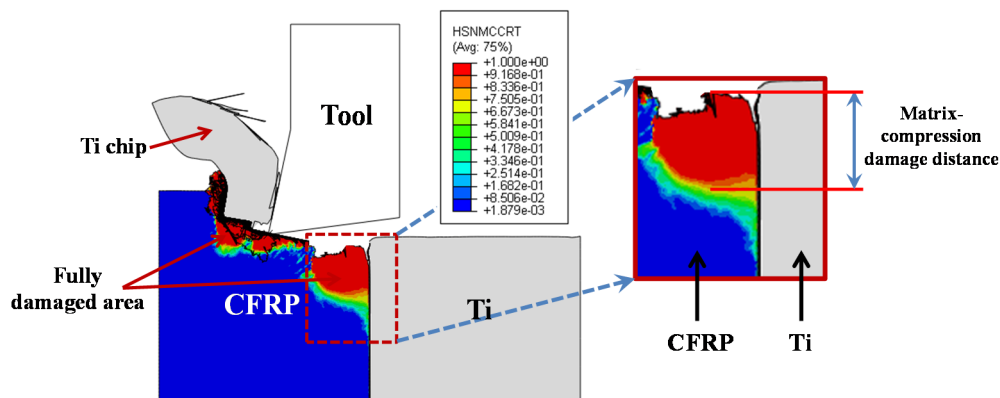 HSNMCCRT
(Avg: 75%)
+1.000e+00
+9.168e-01
+8.336e-01
+7.505e-01
+6.673e-01
+5.841e-01
+5.009e-01
+4.178e-01
+3.346e-01
+2.514e-01
+1.682e-01
+8.506e-02
+1.879e-03
Tool
Ti chip
Fully
damaged area
CFRP
Ti
Matrix-
compression
damage distance
CFRP
Ti